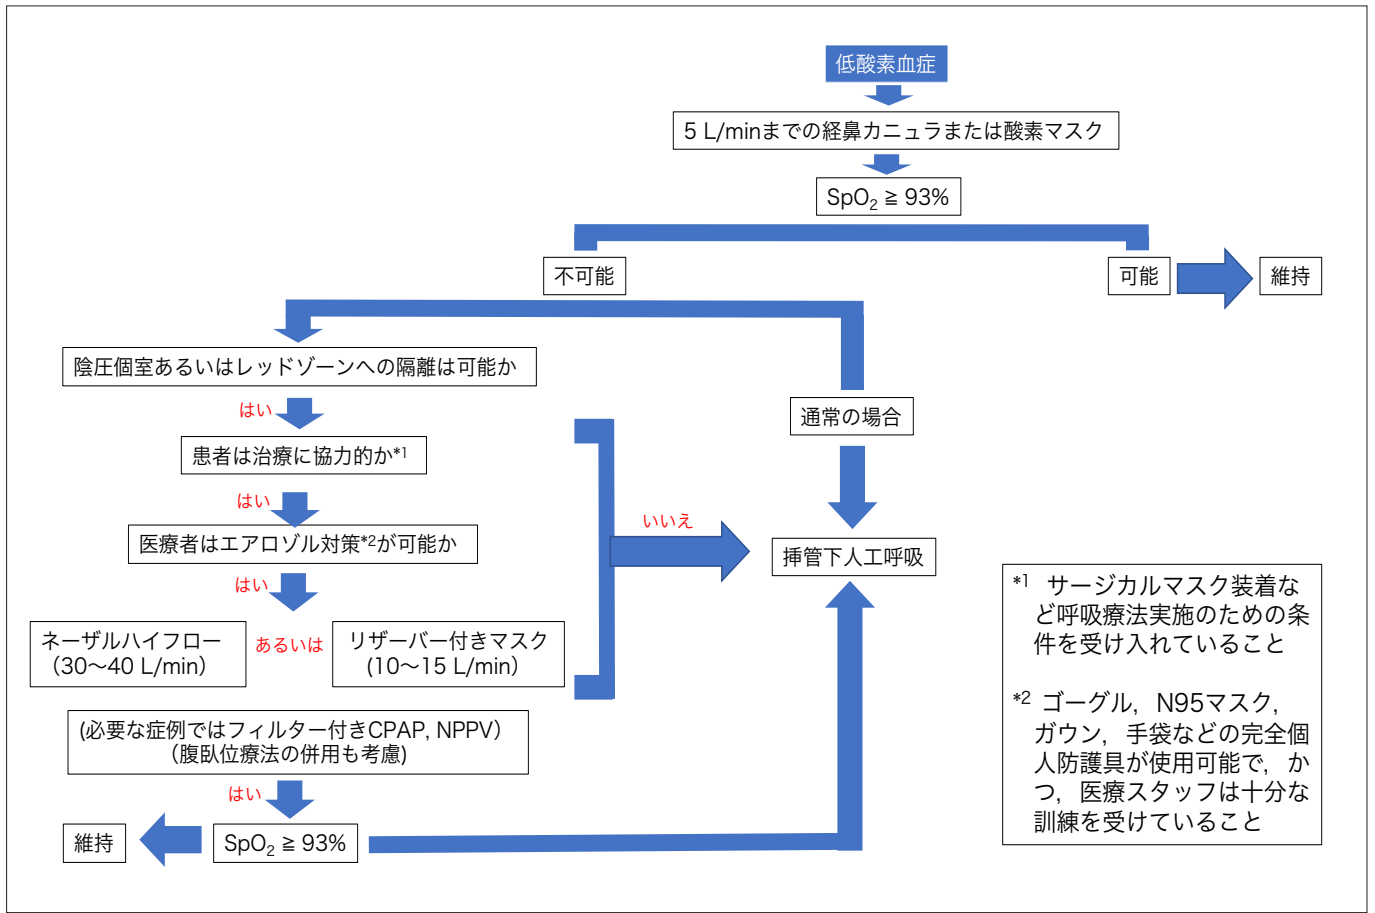 低酸素血症
5 L/minまでの経鼻カニュラまたは酸素マスク
SpO₂ ≧ 93%
不可能
可能
維持
陰圧個室あるいはレッドゾーンへの隔離は可能か
はい
通常の場合
患者は治療に協力的か*1
はい
いいえ
医療者はエアロゾル対策*2が可能か
挿管下人工呼吸
はい
ネーザルハイフロー
（30〜40 L/min）
あるいは
リザーバー付きマスク
(10〜15 L/min）
(必要な症例ではフィルター付きCPAP, NPPV）
（腹臥位療法の併用も考慮)
はい
維持
SpO₂ ≧ 93%
*1 サージカルマスク装着な
ど呼吸療法実施のための条
件を受け入れていること
*2 ゴーグル，N95マスク，
ガウン，手袋などの完全個
人防護具が使用可能で，か
つ，医療スタッフは十分な
訓練を受けていること